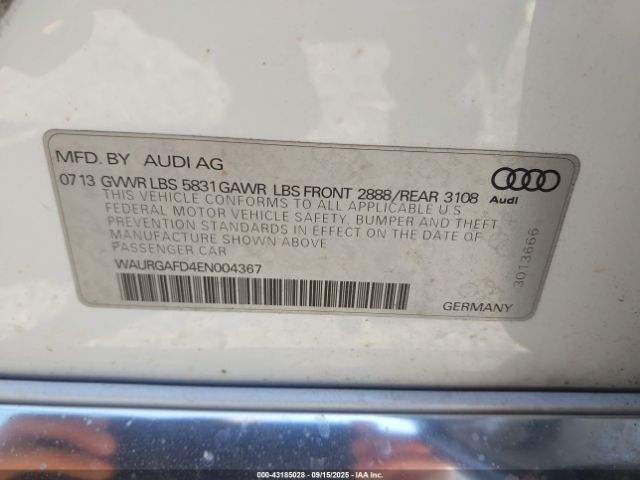 MFD. BY AUDI AG
07 13 GVWR LBS 5831 GAWR LBS FRONT 2888/REAR 3108
THIS VEHICLE CONFORMS TO ALL APPLICABLE U S
FEDERAL MOTOR VEHICLE SAFETY, BUMPER AND THEFT
PREVENTION STANDARDS IN EFFECT ON THE DATE OF
MANUFACTURE SHOWN ABOVE
PASSENGER CAR
WAURGAFD4EN004367
GERMANY
Audi
3013666
000-43185028 - 09/15/2025 - IAA Inc.